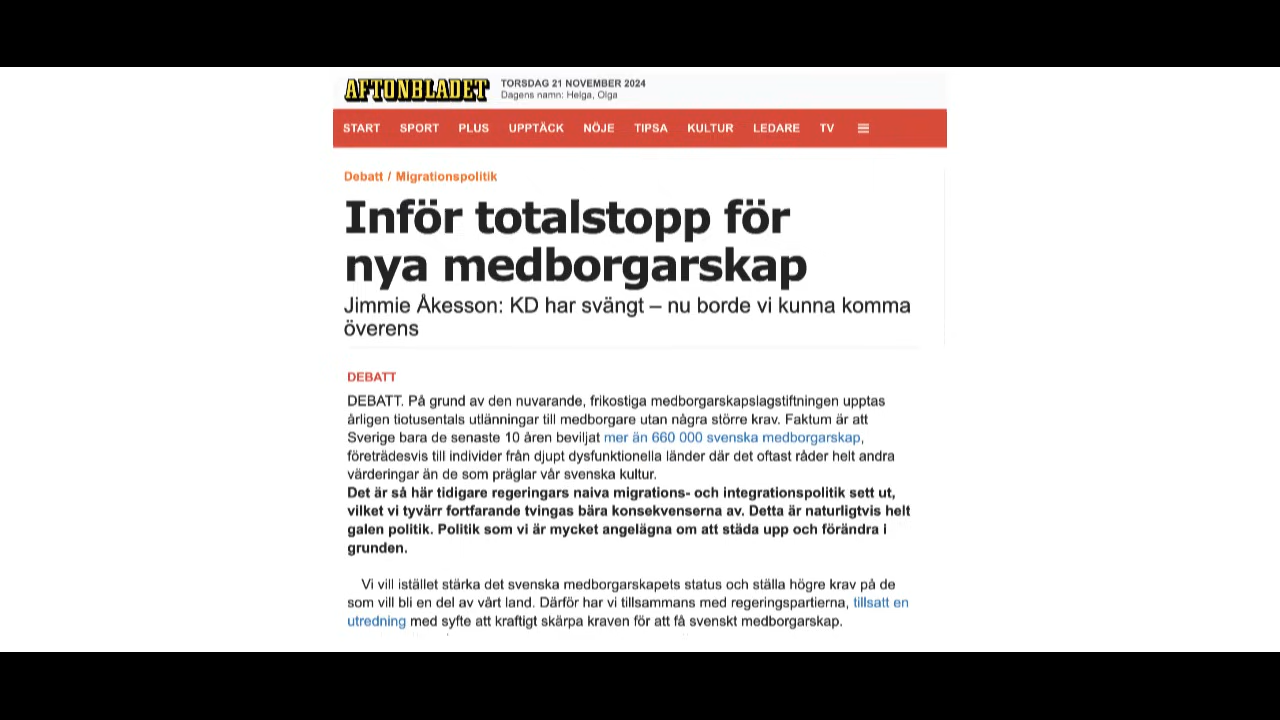 AFTONBLADET
TORSDAG 21 NOVEMBER 2024
Dagens namn: Helga, Olga
START SPORT PLUS UPPTÄCK NÖJE TIPSA KULTUR LEDARE TV
Debatt / Migrationspolitik
Inför totalstopp för
nya medborgarskap
Jimmie Åkesson: KD har svängt – nu borde vi kunna komma
överens
DEBATT
DEBATT. På grund av den nuvarande, frikostiga medborgarskapslagstiftningen upptas
årligen tiotusentals utlänningar till medborgare utan några större krav. Faktum är att
Sverige bara de senaste 10 åren beviljat mer än 660 000 svenska medborgarskap,
företrädesvis till individer från djupt dysfunktionella länder där det oftast råder helt andra
värderingar än de som präglar vår svenska kultur.
Det är så här tidigare regeringars naiva migrations- och integrationspolitik sett ut,
vilket vi tyvärr fortfarande tvingas bära konsekvenserna av. Detta är naturligtvis helt
galen politik. Politik som vi är mycket angelägna om att städa upp och förändra i
grunden.
Vi vill istället stärka det svenska medborgarskapets status och ställa högre krav på de
som vill bli en del av vårt land. Därför har vi tillsammans med regeringspartierna, tillsatt en
utredning med syfte att kraftigt skärpa kraven för att få svenskt medborgarskap.